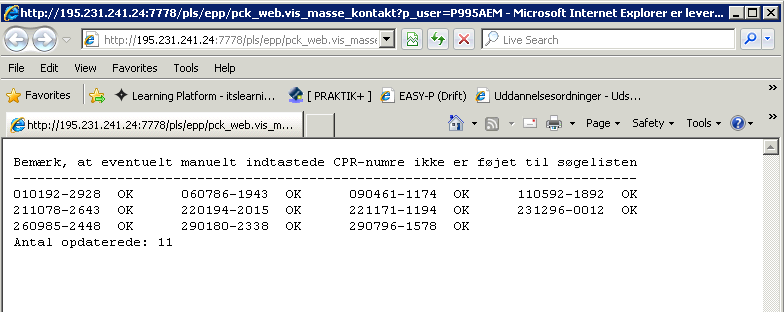 http://195.231.241.24:7778/pls/epp/pck_web.vis_masse_kontakt?p_user=P995AEM - Microsoft Internet Explorer er lever...
http://195.231.241.24:7778/pls/epp/pck_web.vis_masse
Live Search
File Edit View Favorites Tools Help
Favorites Learning Platform - itslearni... [ PRAKTIK+ ] EASY-P (Drift) Uddannelsesordninger - Uds...
http://195.231.241.24:7778/pls/epp/pck_web.vis_m...
Page Safety Tools
Bemærk, at eventuelt manuelt indtastede CPR-numre ikke er føjet til søgelisten
------------------------------------------------------------------------------
010192-2928 OK 060786-1943 OK 090461-1174 OK 110592-1892 OK
211078-2643 OK 220194-2015 OK 221171-1194 OK 231296-0012 OK
260985-2448 OK 290180-2338 OK 290796-1578 OK
Antal opdaterede: 11